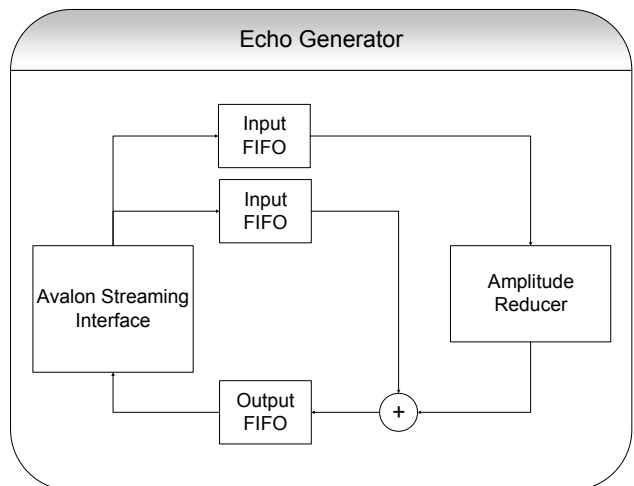 Echo Generator
Input
FIFO
Input
FIFO
Avalon Streaming
Interface
Amplitude
Reducer
Output
FIFO
+